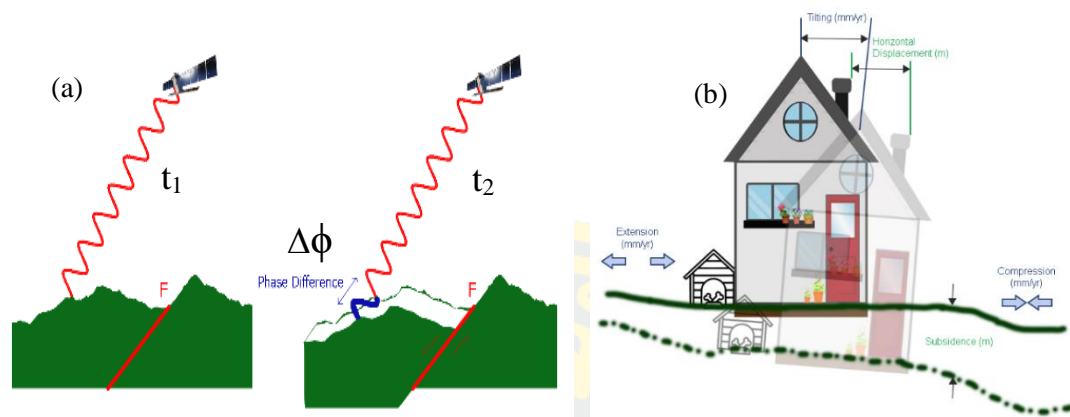 (a)
t1
F
t2
Δϕ
Phase Difference
F
(b)
Tilting (mm/yr)
Horizontal
Displacement (m)
Extension
(mm/yr)
Compression
(mm/yr)
Subsidence (m)